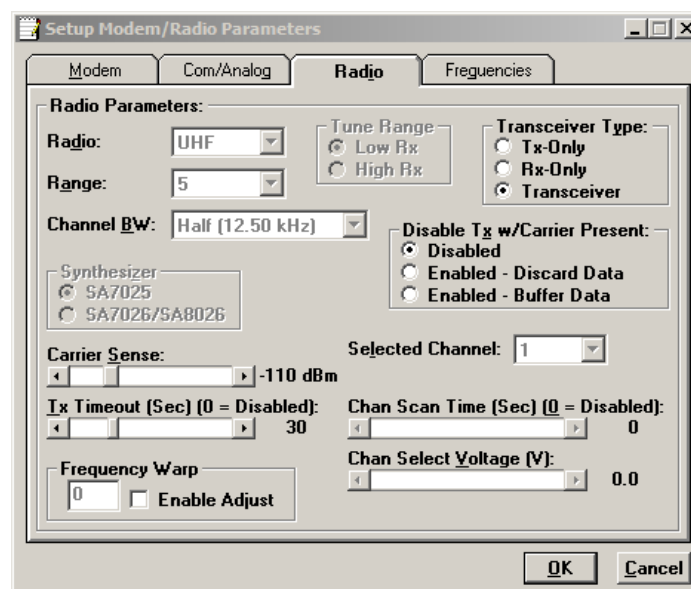 Setup Modem/Radio Parameters
Modem Com/Analog Radio Freguencies
Radio Parameters:
Radio: UHF
Range: 5
Channel BW: Half (12.50 kHz)
Tune Range
Low Rx
High Rx
Transceiver Type:
Tx-Only
Rx-Only
Transceiver
Disable Tx w/Carrier Present:
Disabled
Enabled - Discard Data
Enabled - Buffer Data
Synthesizer
SA7025
SA7026/SA8026
Carrier Sense:
-110 dBm
Selected Channel: 1
Tx Timeout (Sec) (0 = Disabled):
30
Chan Scan Time (Sec) (0 = Disabled):
0
Frequency Warp
0 Enable Adjust
Chan Select Voltage (V):
0.0
OK Cancel